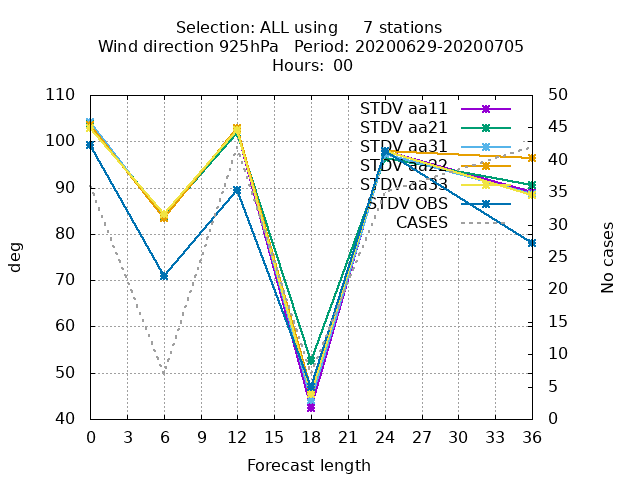 Selection: ALL using 7 stations
Wind direction 925hPa Period: 20200629-20200705
Hours: 00
110
100
90
80
70
60
50
40
deg
50
45
40
35
30
25
20
15
10
5
0
No cases
STDV aa11
STDV aa21
STDV aa31
STDV aa22
STDV aa33
STDV OBS
CASES
0 3 6 9 12 15 18 21 24 27 30 33 36
Forecast length